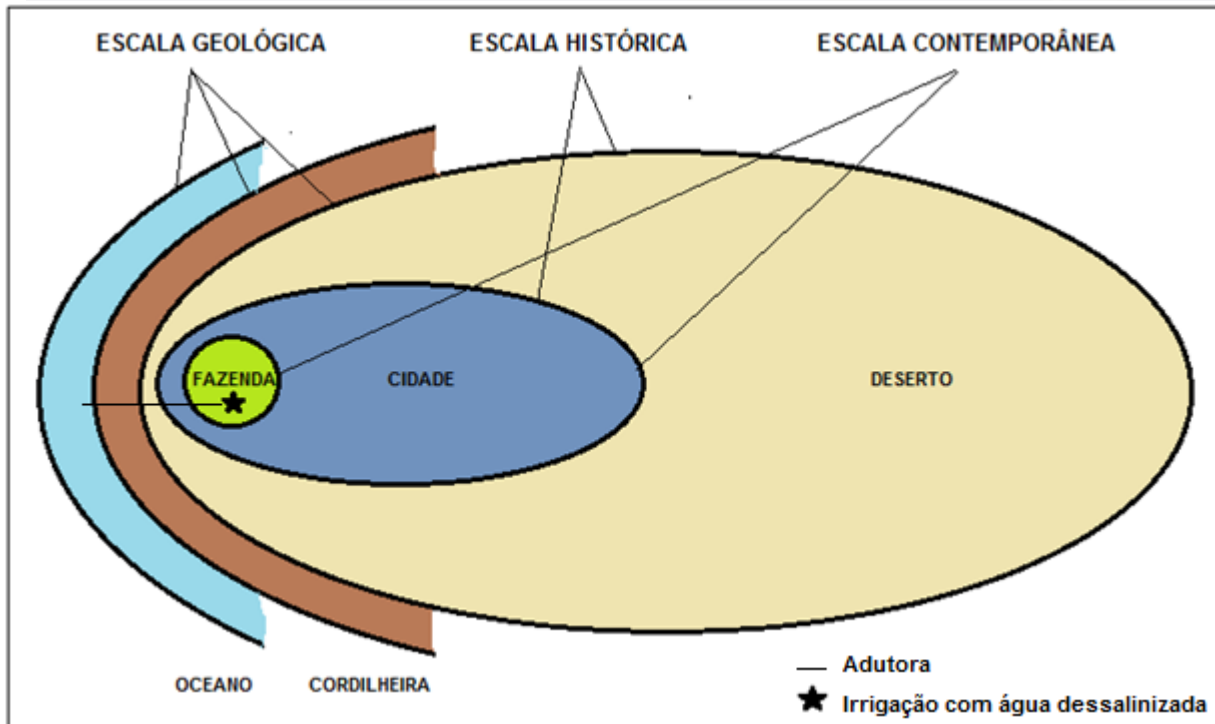 ESCALA GEOLÓGICA
ESCALA HISTÓRICA
ESCALA CONTEMPORÂNEA
FAZENDA
CIDADE
DESERTO
OCEANO
CORDILHEIRA
Adutora
Irrigação com água dessalinizada